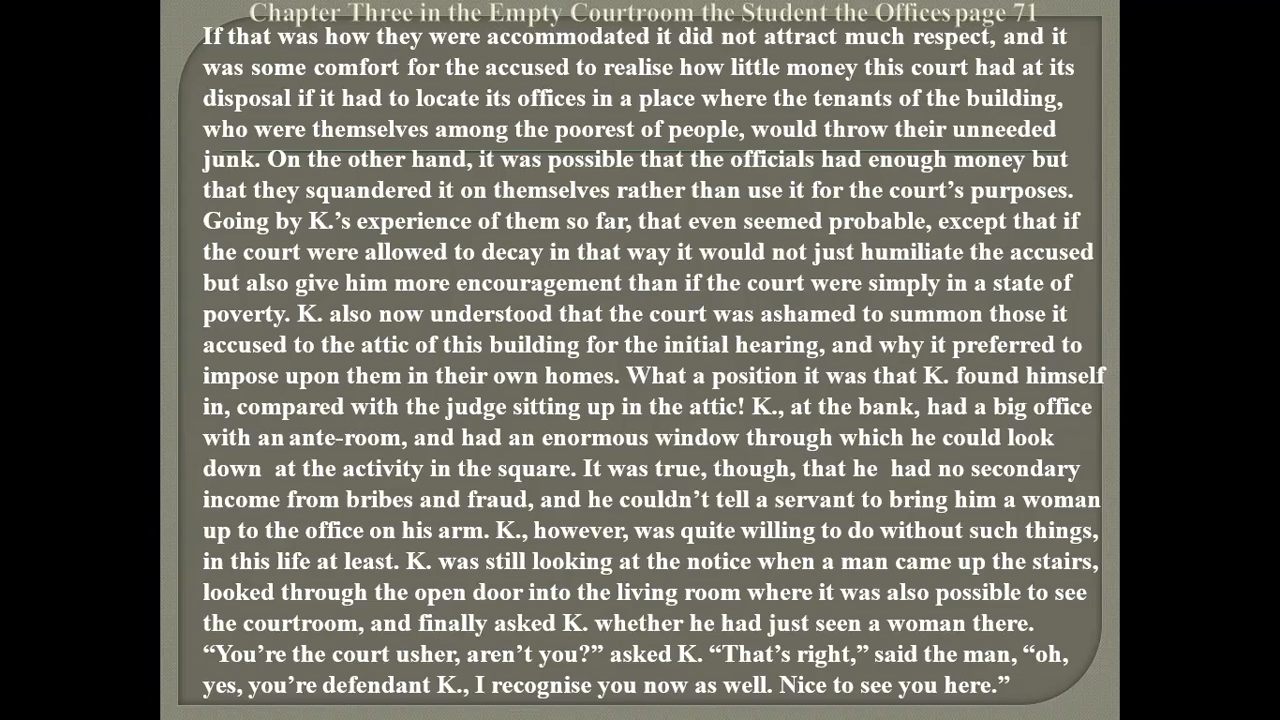 Chapter Three in the Empty Courtroom the Student the Offices page 71
If that was how they were accommodated it did not attract much respect, and it
was some comfort for the accused to realise how little money this court had at its
disposal if it had to locate its offices in a place where the tenants of the building,
who were themselves among the poorest of people, would throw their unneeded
junk. On the other hand, it was possible that the officials had enough money but
that they squandered it on themselves rather than use it for the court’s purposes.
Going by K.’s experience of them so far, that even seemed probable, except that if
the court were allowed to decay in that way it would not just humiliate the accused
but also give him more encouragement than if the court were simply in a state of
poverty. K. also now understood that the court was ashamed to summon those it
accused to the attic of this building for the initial hearing, and why it preferred to
impose upon them in their own homes. What a position it was that K. found himself
in, compared with the judge sitting up in the attic! K., at the bank, had a big office
with an ante-room, and had an enormous window through which he could look
down at the activity in the square. It was true, though, that he had no secondary
income from bribes and fraud, and he couldn’t tell a servant to bring him a woman
up to the office on his arm. K., however, was quite willing to do without such things,
in this life at least. K. was still looking at the notice when a man came up the stairs,
looked through the open door into the living room where it was also possible to see
the courtroom, and finally asked K. whether he had just seen a woman there.
“You’re the court usher, aren’t you?” asked K. “That’s right,” said the man, “oh,
yes, you’re defendant K., I recognise you now as well. Nice to see you here.”